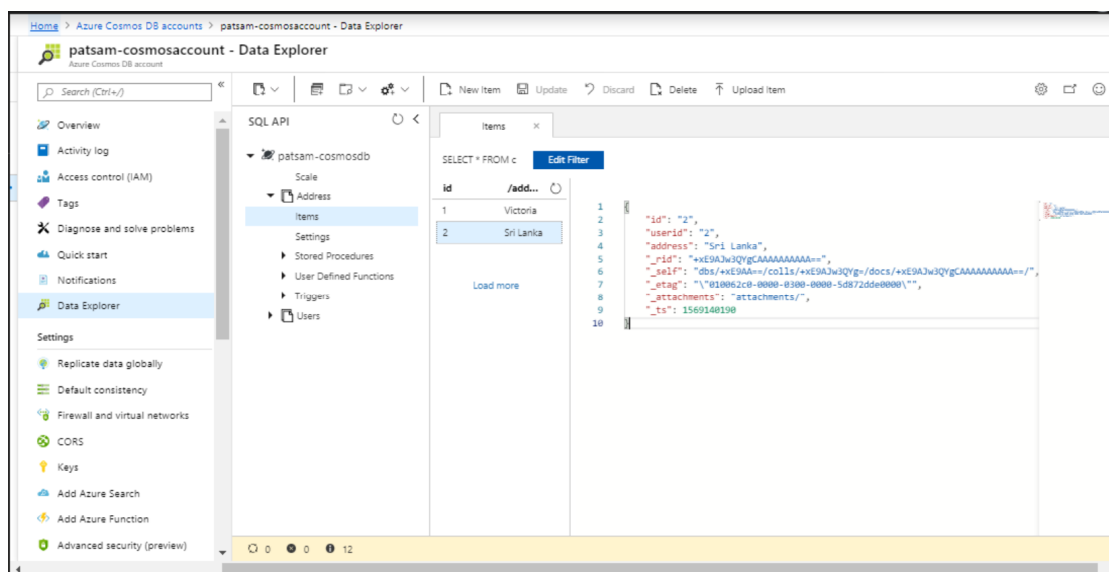 Home > Azure Cosmos DB accounts > patsam-cosmosaccount - Data Explorer
patsam-cosmosaccount - Data Explorer
Azure Cosmos DB account
Search (Ctrl+/)
Overview
Activity log
Access control (IAM)
Tags
Diagnose and solve problems
Quick start
Notifications
Data Explorer
Settings
Replicate data globally
Default consistency
Firewall and virtual networks
CORS
Keys
Add Azure Search
Add Azure Function
Advanced security (preview)
New Item Update Discard Delete Upload Item
SQL API
patsam-cosmosdb
Scale
Address
Items
Settings
Stored Procedures
User Defined Functions
Triggers
Users
Items
SELECT * FROM c Edit Filter
id /add...
1 Victoria
2 Sri Lanka
Load more
1 {
2 "id": "2",
3 "userid": "2",
4 "address": "Sri Lanka",
5 "_rid": "+xE9AJw3QYgCAAAAAAAAAA==",
6 "_self": "dbs/+xE9AA==/colls/+xE9AJw3QYg=/docs/+xE9AJw3QYgCAAAAAAAAAA==/",
7 "_etag": "\"010062c0-0000-0300-0000-5d872dde0000\"",
8 "_attachments": "attachments/",
9 "_ts": 1569140190
10 }
0 0 12